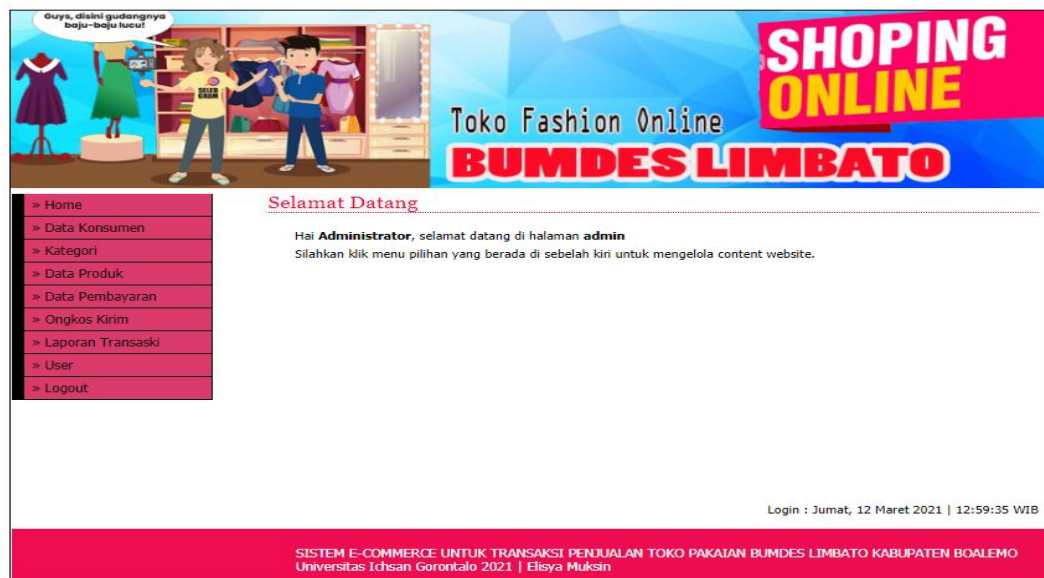 Guys, disini gudangnya
baju-baju lucu!
SELEB
GRAM
SHOPING
ONLINE
Toko Fashion Online
BUMDES LIMBATO
» Home
» Data Konsumen
» Kategori
» Data Produk
» Data Pembayaran
» Ongkos Kirim
» Laporan Transaski
» User
» Logout
Selamat Datang
Hai Administrator, selamat datang di halaman admin
Silahkan klik menu pilihan yang berada di sebelah kiri untuk mengelola content website.
Login : Jumat, 12 Maret 2021 | 12:59:35 WIB
SISTEM E-COMMERCE UNTUK TRANSAKSI PENJUALAN TOKO PAKAIAN BUMDES LIMBATO KABUPATEN BOALEMO
Universitas Ichsan Gorontalo 2021 | Elisya Muksin